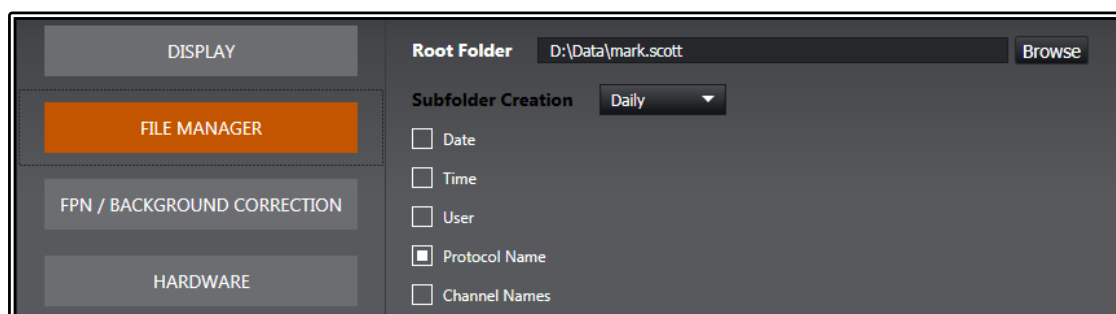 DISPLAY
FILE MANAGER
FPN / BACKGROUND CORRECTION
HARDWARE
Root Folder D:\Data\mark.scott Browse
Subfolder Creation Daily
Date
Time
User
Protocol Name
Channel Names